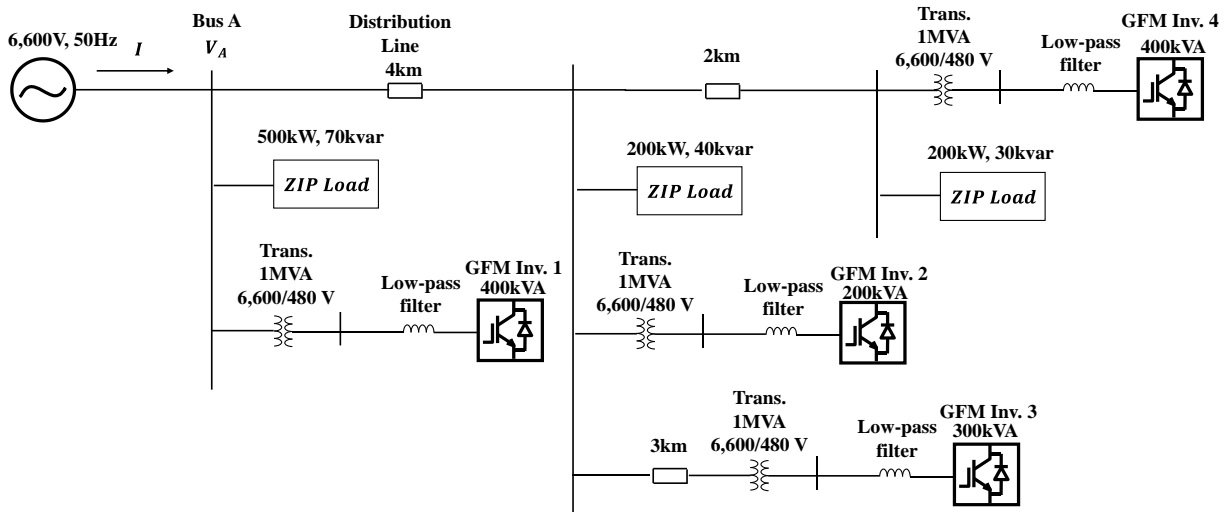 6,600V, 50Hz
I
Bus A
V_A
Distribution
Line
4km
2km
Trans.
1MVA
6,600/480 V
Low-pass
filter
GFM Inv. 4
400kVA
500kW, 70kvar
ZIP Load
200kW, 40kvar
ZIP Load
200kW, 30kvar
ZIP Load
Trans.
1MVA
6,600/480 V
Low-pass
filter
GFM Inv. 1
400kVA
Trans.
1MVA
6,600/480 V
Low-pass
filter
GFM Inv. 2
200kVA
3km
Trans.
1MVA
6,600/480 V
Low-pass
filter
GFM Inv. 3
300kVA